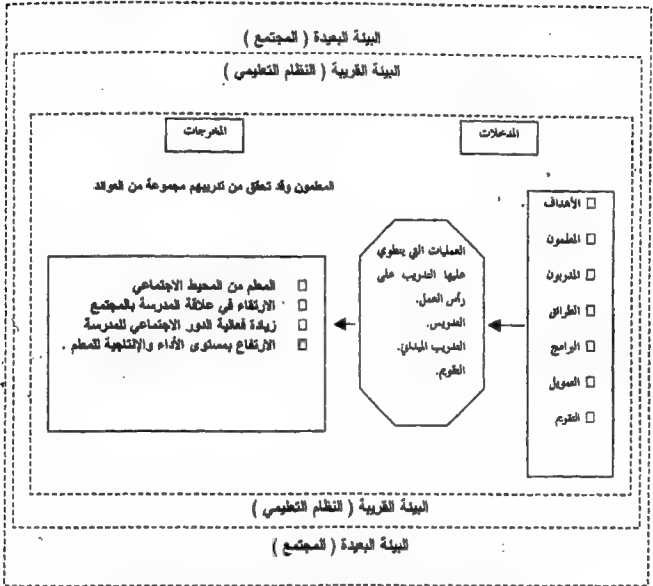 البيئة البعيدة ( المجتمع )
البيئة القريبة ( النظام التعليمي )
المدخلات
المخرجات
المعلمون وقد تحقق من تدريبهم مجموعة من العوائد
الأهداف
المعلمون
المدربون
الطرائق
البرامج
التمويل
التقويم
العمليات التي ينطوي
عليها التدريب على
رأس العمل.
التدريس.
التدريب الميداني.
التقويم.
المعلم من المحيط الاجتماعي
الارتقاء في علاقة المدرسة بالمجتمع
زيادة فعالية الدور الاجتماعي للمدرسة
الارتفاع بمستوى الأداء والإنتاجية للمعلم .
البيئة القريبة ( النظام التعليمي )
البيئة البعيدة ( المجتمع )